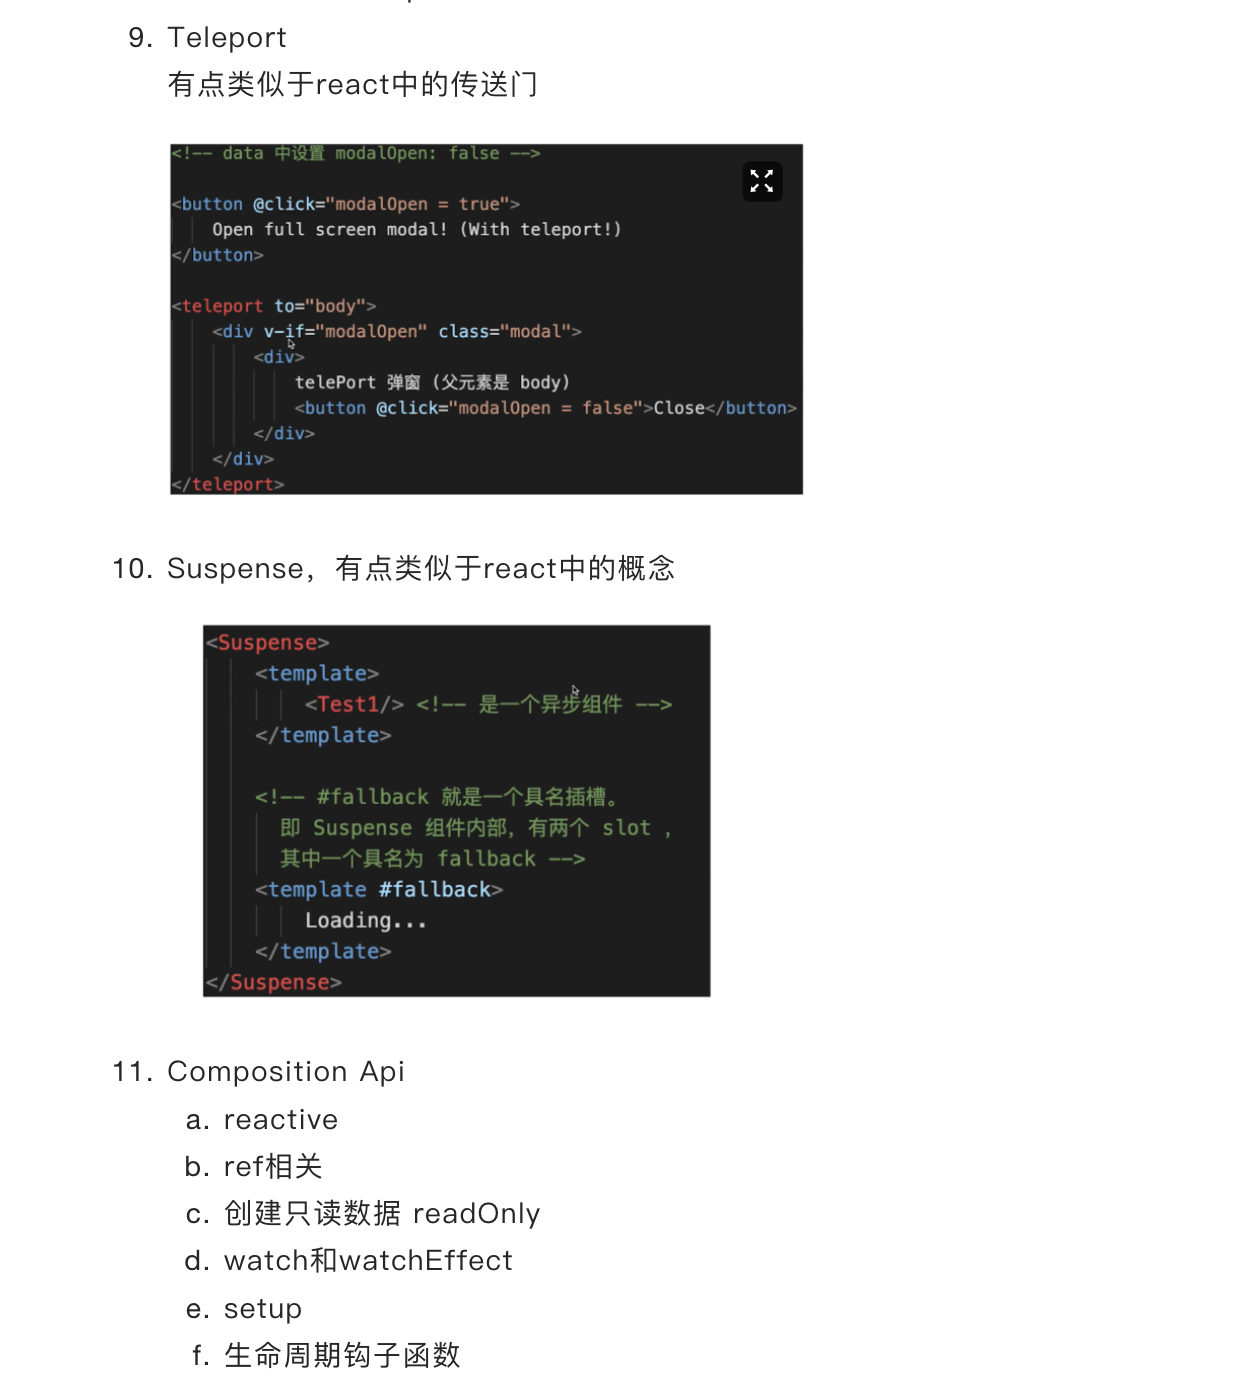 9. Teleport
有点类似于react中的传送门
<!-- data 中设置 modalOpen: false -->
<button @click="modalOpen = true">
Open full screen modal! (With teleport!)
</button>
<teleport to="body">
<div v-if="modalOpen" class="modal">
<div>
telePort 弹窗 (父元素是 body)
<button @click="modalOpen = false">Close</button>
</div>
</div>
</teleport>
10. Suspense，有点类似于react中的概念
<Suspense>
<template>
<Test1/> <!-- 是一个异步组件 -->
</template>
<!-- #fallback 就是一个具名插槽。
即 Suspense 组件内部，有两个 slot ,
其中一个具名为 fallback -->
<template #fallback>
Loading...
</template>
</Suspense>
11. Composition Api
a. reactive
b. ref相关
c. 创建只读数据 readOnly
d. watch和watchEffect
e. setup
f. 生命周期钩子函数